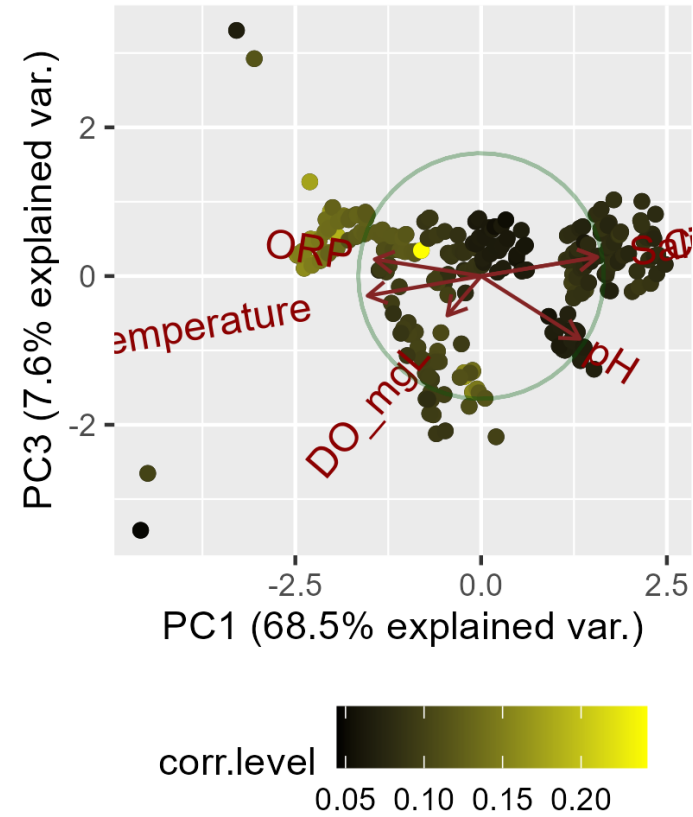 PC3 (7.6% explained var.)
2
0
-2
ORP
emperature
DO_mgL
pH
-2.5 0.0 2.5
PC1 (68.5% explained var.)
corr.level
0.05 0.10 0.15 0.20